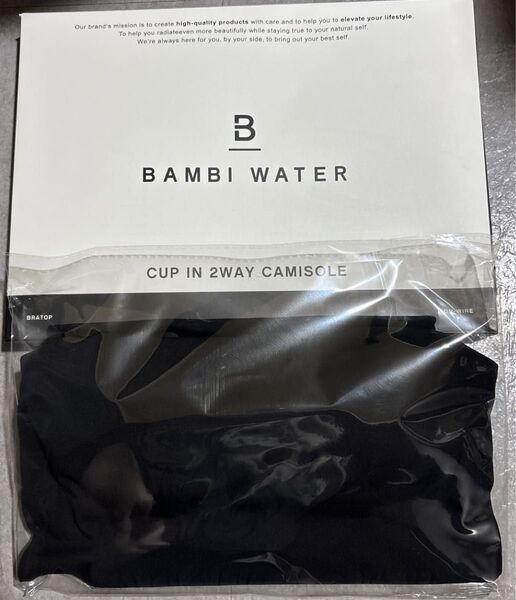 Our brand's mission is to create high-quality products with care and to help you to elevate your lifestyle.
To help you radiateeven more beautifully while staying true to your natural self.
We're always here for you, by your side, to bring out your best self.
B
BAMBI WATER
CUP IN 2WAY CAMISOLE
BRATOP